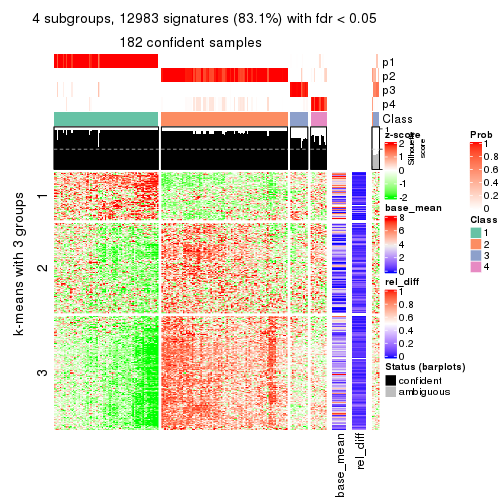 4 subgroups, 12983 signatures (83.1%) with fdr < 0.05
182 confident samples
p1
p2
p3
p4
Class
1
Silhouette
score
k-means with 3 groups
1
2
3
base_mean
rel_diff
z-score
2
1
0
-1
-2
base_mean
8
6
4
2
0
rel_diff
1
0.8
0.6
0.4
0.2
0
Status (barplots)
confident
ambiguous
Prob
1
0.8
0.6
0.4
0.2
0
Class
1
2
3
4